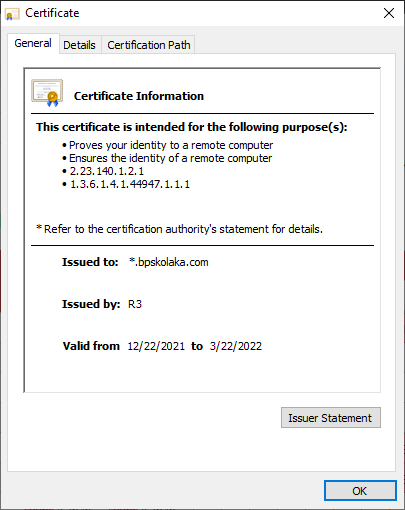 Certificate
General Details Certification Path
Certificate Information
This certificate is intended for the following purpose(s):
• Proves your identity to a remote computer
• Ensures the identity of a remote computer
• 2.23.140.1.2.1
• 1.3.6.1.4.1.44947.1.1.1
* Refer to the certification authority's statement for details.
Issued to: *.bpskolaka.com
Issued by: R3
Valid from 12/22/2021 to 3/22/2022
Issuer Statement
OK